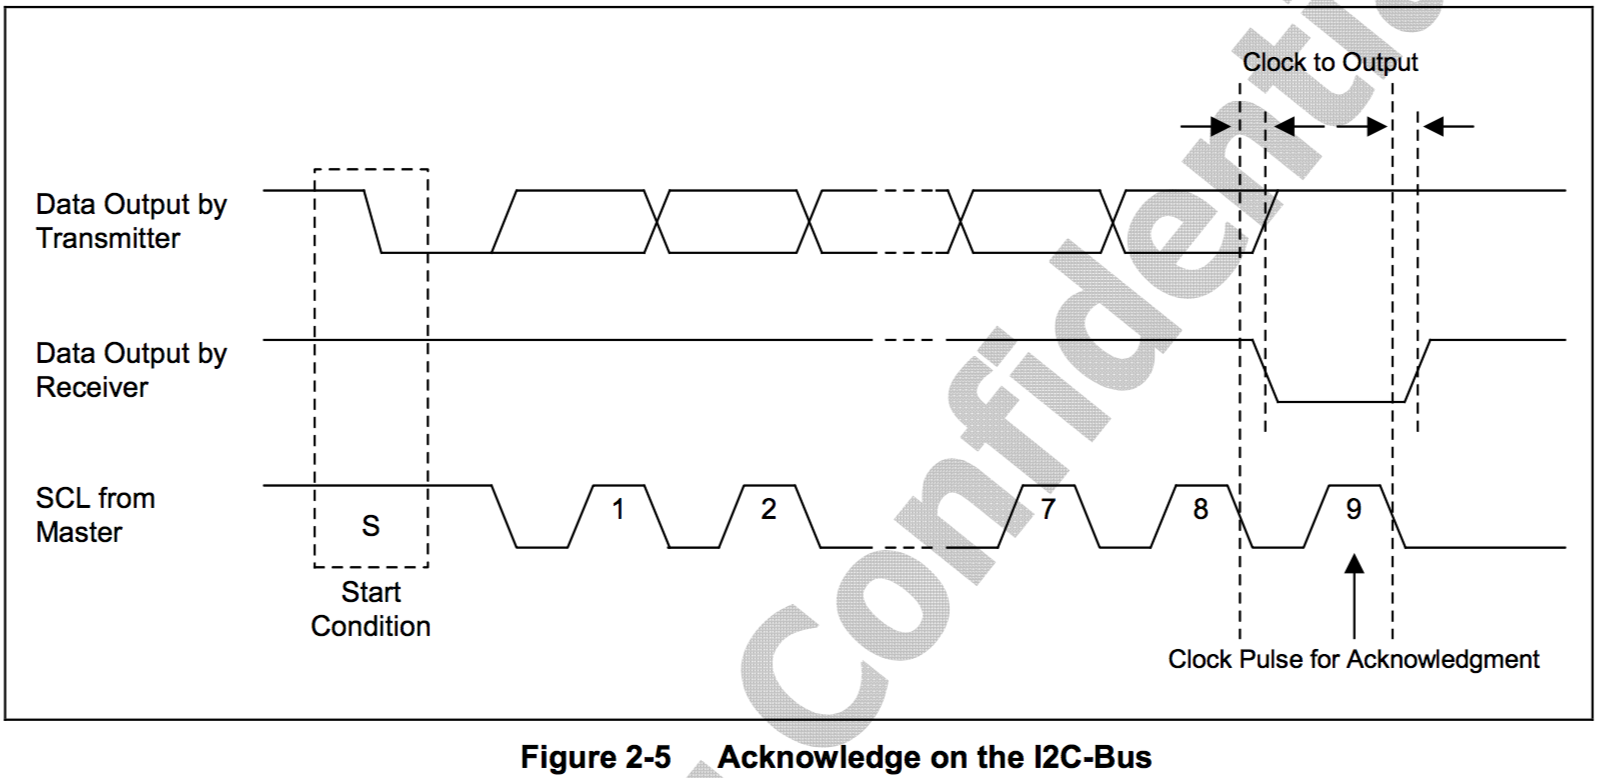 Clock to Output
Data Output by
Transmitter
Data Output by
Receiver
SCL from
Master
S
1
2
7
8
9
Start
Condition
Clock Pulse for Acknowledgment
Confidential
Figure 2-5 Acknowledge on the I2C-Bus